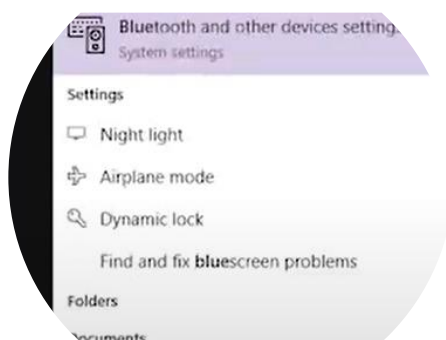 Bluetooth and other devices setting
System settings
Settings
Night light
Airplane mode
Dynamic lock
Find and fix bluescreen problems
Folders
Documents